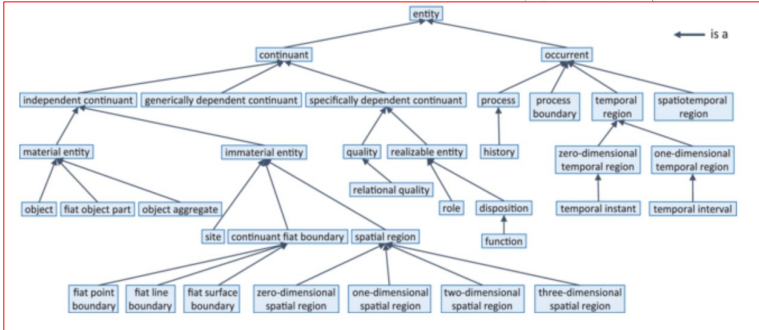 entity
is a
continuant
occurrent
independent continuant
generically dependent continuant
specifically dependent continuant
process
process
boundary
temporal
region
spatiotemporal
region
material entity
immaterial entity
quality
realizable entity
history
zero-dimensional
temporal region
one-dimensional
temporal region
relational quality
object
fiat object part
object aggregate
role
disposition
temporal instant
temporal interval
site
continuant fiat boundary
spatial region
function
fiat point
boundary
fiat line
boundary
fiat surface
boundary
zero-dimensional
spatial region
one-dimensional
spatial region
two-dimensional
spatial region
three-dimensional
spatial region